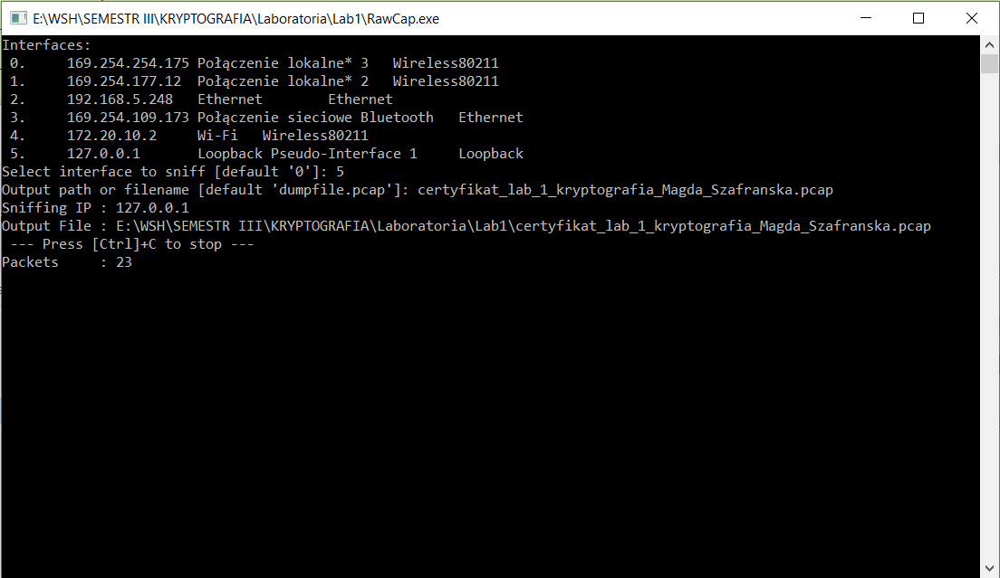 E:\WSH\SEMESTR III\KRYPTOGRAFIA\Laboratoria\Lab1\RawCap.exe
Interfaces:
0. 169.254.254.175 Połączenie lokalne* 3 Wireless80211
1. 169.254.177.12 Połączenie lokalne* 2 Wireless80211
2. 192.168.5.248 Ethernet Ethernet
3. 169.254.109.173 Połączenie sieciowe Bluetooth Ethernet
4. 172.20.10.2 Wi-Fi Wireless80211
5. 127.0.0.1 Loopback Pseudo-Interface 1 Loopback
Select interface to sniff [default '0']: 5
Output path or filename [default 'dumpfile.pcap']: certyfikat_lab_1_kryptografia_Magda_Szafranska.pcap
Sniffing IP : 127.0.0.1
Output File : E:\WSH\SEMESTR III\KRYPTOGRAFIA\Laboratoria\Lab1\certyfikat_lab_1_kryptografia_Magda_Szafranska.pcap
--- Press [Ctrl]+C to stop ---
Packets : 23